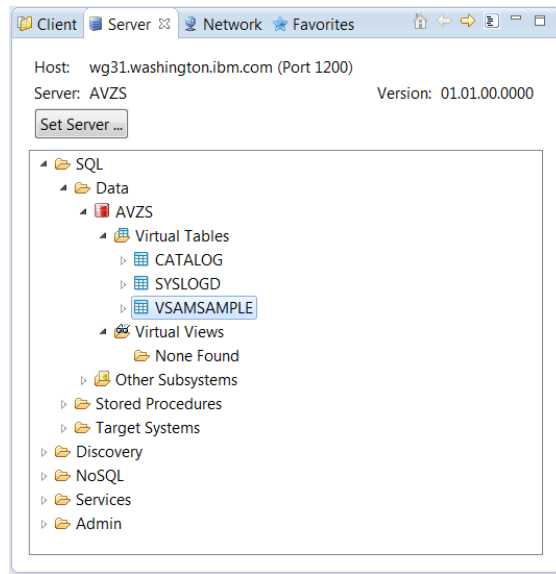 Client Server Network Favorites
Host: wg31.washington.ibm.com (Port 1200)
Server: AVZS Version: 01.01.00.0000
Set Server ...
SQL
Data
AVZS
Virtual Tables
CATALOG
SYSLOGD
VSAMSAMPLE
Virtual Views
None Found
Other Subsystems
Stored Procedures
Target Systems
Discovery
NoSQL
Services
Admin